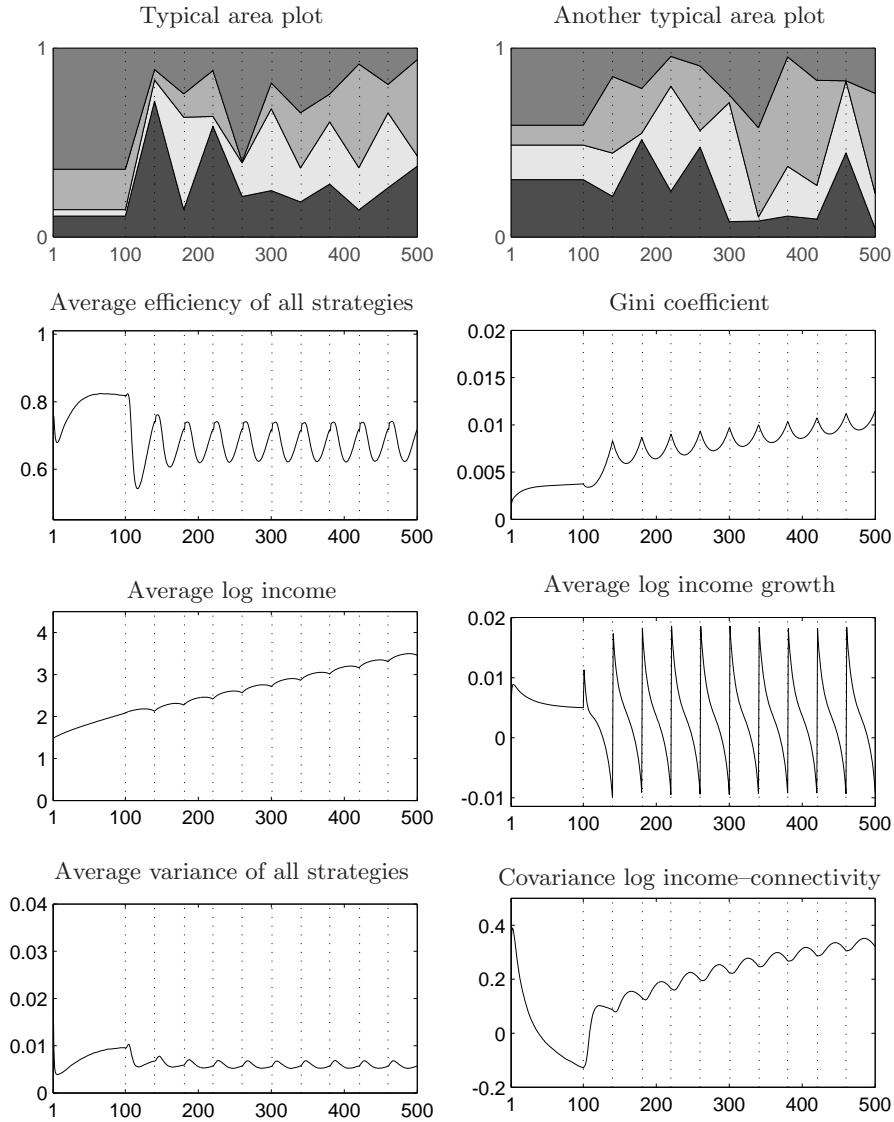 Typical area plot
Another typical area plot
1
0
1 100 200 300 400 500
1
0
1 100 200 300 400 500
Average efficiency of all strategies
Gini coefficient
1
0.8
0.6
1 100 200 300 400 500
0.02
0.015
0.01
0.005
0
1 100 200 300 400 500
Average log income
Average log income growth
4
3
2
1
0
1 100 200 300 400 500
0.02
0.01
0
-0.01
1 100 200 300 400 500
Average variance of all strategies
Covariance log income–connectivity
0.04
0.03
0.02
0.01
0
1 100 200 300 400 500
0.4
0.2
0
-0.2
1 100 200 300 400 500